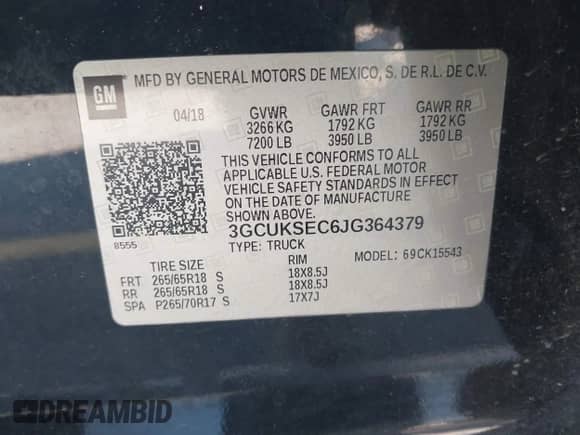 GM
MFD BY GENERAL MOTORS DE MEXICO, S. DE R.L. DE C.V.
04/18 GVWR GAWR FRT GAWR RR
3266 KG 1792 KG 1792 KG
7200 LB 3950 LB 3950 LB
THIS VEHICLE CONFORMS TO ALL
APPLICABLE U.S. FEDERAL MOTOR
VEHICLE SAFETY STANDARDS IN EFFECT
ON THE DATE OF MANUFACTURE
SHOWN ABOVE.
8555 3GCUKSEC6JG364379
TYPE: TRUCK MODEL: 69CK15543
TIRE SIZE RIM
FRT 265/65R18 S 18X8.5J
RR 265/65R18 S 18X8.5J
SPA P265/70R17 S 17X7J
DREAMBID